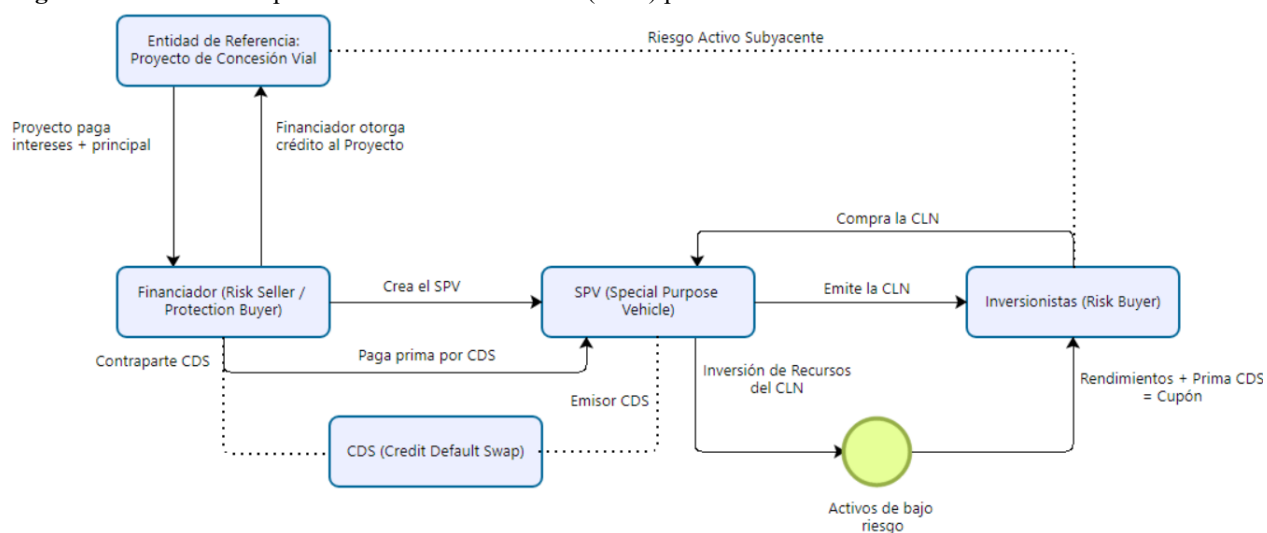 (
Entidad de Referencia:
Proyecto de Concesión Vial
Riesgo Activo Subyacente
Proyecto paga
intereses + principal
Financiador otorga
crédito al Proyecto
Compra la CLN
Financiador (Risk Seller /
Protection Buyer)
Crea el SPV
SPV (Special Purpose
Vehicle)
Emite la CLN
Inversionistas (Risk Buyer)
Contraparte CDS
Paga prima por CDS
Emisor CDS
Inversión de Recursos
del CLN
Rendimientos + Prima CDS
= Cupón
CDS (Credit Default Swap)
Activos de bajo
riesgo